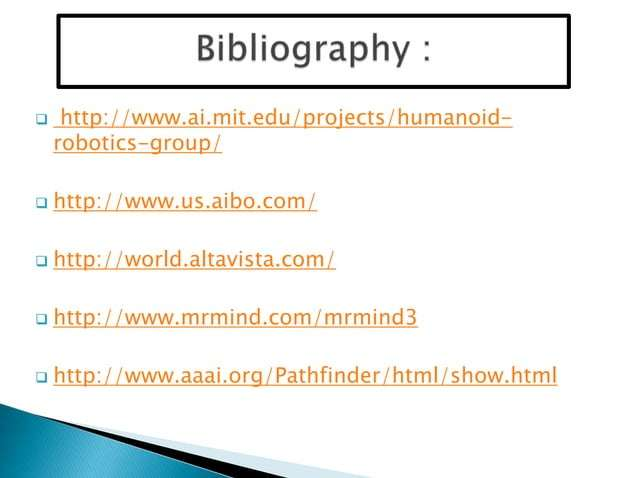 Bibliography :
http://www.ai.mit.edu/projects/humanoid-
robotics-group/
http://www.us.aibo.com/
http://world.altavista.com/
http://www.mrmind.com/mrmind3
http://www.aaai.org/Pathfinder/html/show.html